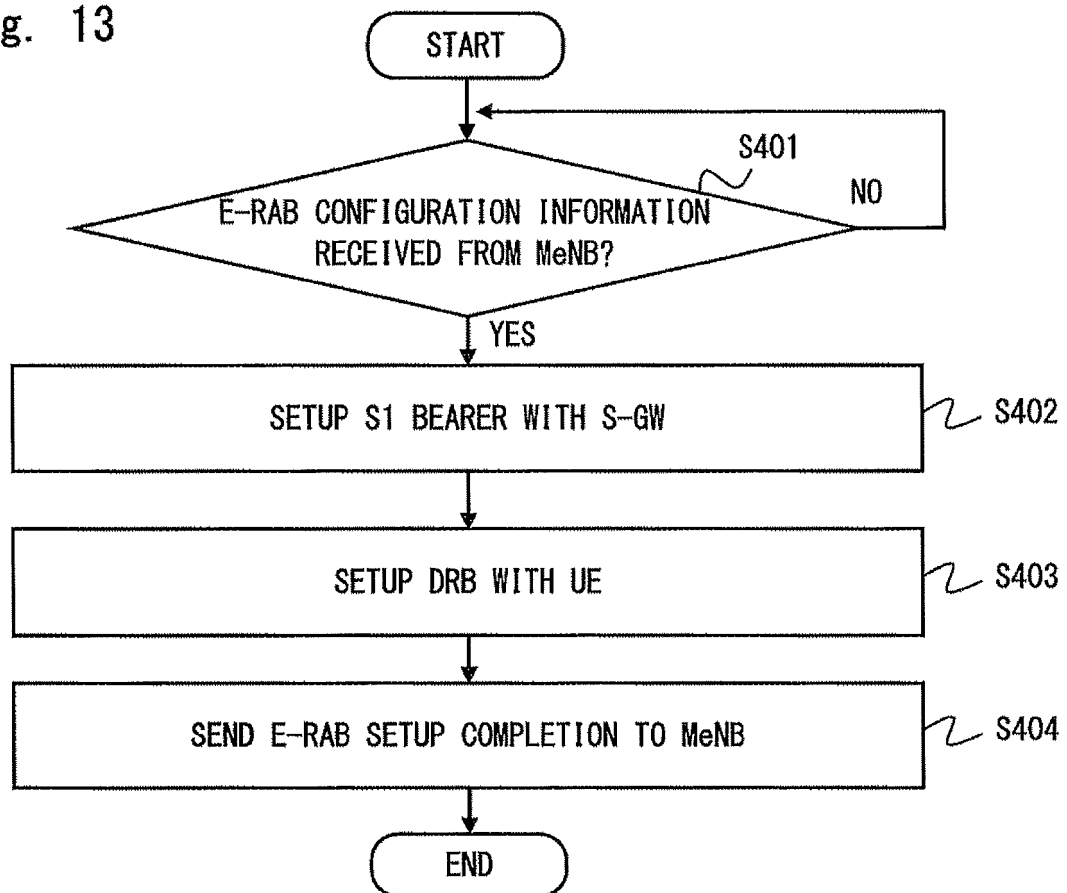 g. 13
START
S401
NO
E-RAB CONFIGURATION INFORMATION
RECEIVED FROM MeNB?
YES
SETUP S1 BEARER WITH S-GW
S402
SETUP DRB WITH UE
S403
SEND E-RAB SETUP COMPLETION TO MeNB
S404
END